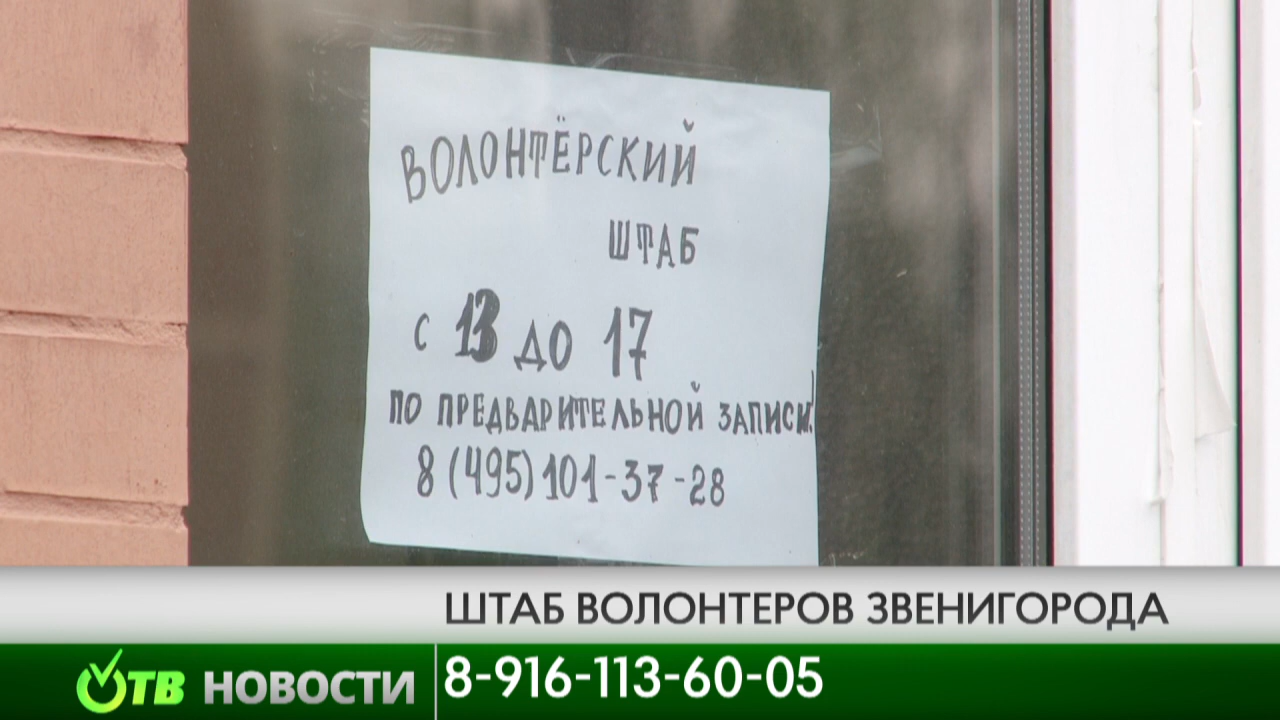 ВОЛОНТЁРСКИЙ
ШТАБ
С 13 ДО 17
ПО ПРЕДВАРИТЕЛЬНОЙ ЗАПИСИ!
8 (495) 101-37-28
ШТАБ ВОЛОНТЕРОВ ЗВЕНИГОРОДА
ОТВ НОВОСТИ
8-916-113-60-05